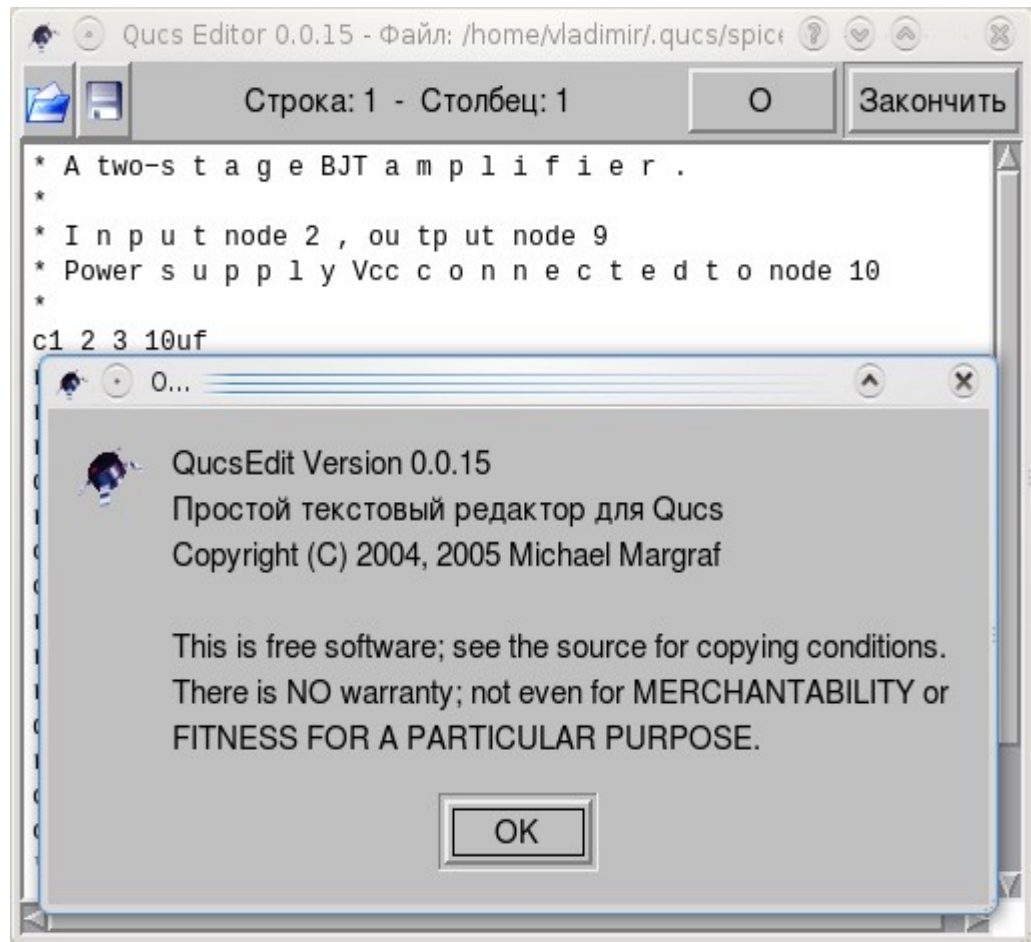 Qucs Editor 0.0.15 - Файл: /home/vladimir/.qucs/spice
Строка: 1 - Столбец: 1 О Закончить
* A two-s t a g e BJT a m p l i f i e r .
*
* I n p u t node 2 , ou tp ut node 9
* Power s u p p l y Vcc c o n n e c t e d t o node 10
*
c1 2 3 10uf
О...
QucsEdit Version 0.0.15
Простой текстовый редактор для Qucs
Copyright (C) 2004, 2005 Michael Margraf
This is free software; see the source for copying conditions.
There is NO warranty; not even for MERCHANTABILITY or
FITNESS FOR A PARTICULAR PURPOSE.
OK